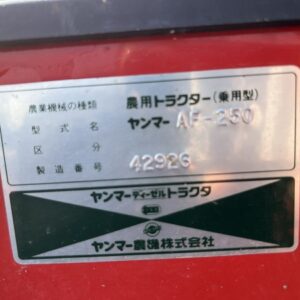 農業機械の種類 農用トラクター(乗用型)
型式名 ヤンマー AF-250
区分
製造番号 42926
ヤンマーディーゼルトラクタ
ヤンマー農機株式会社